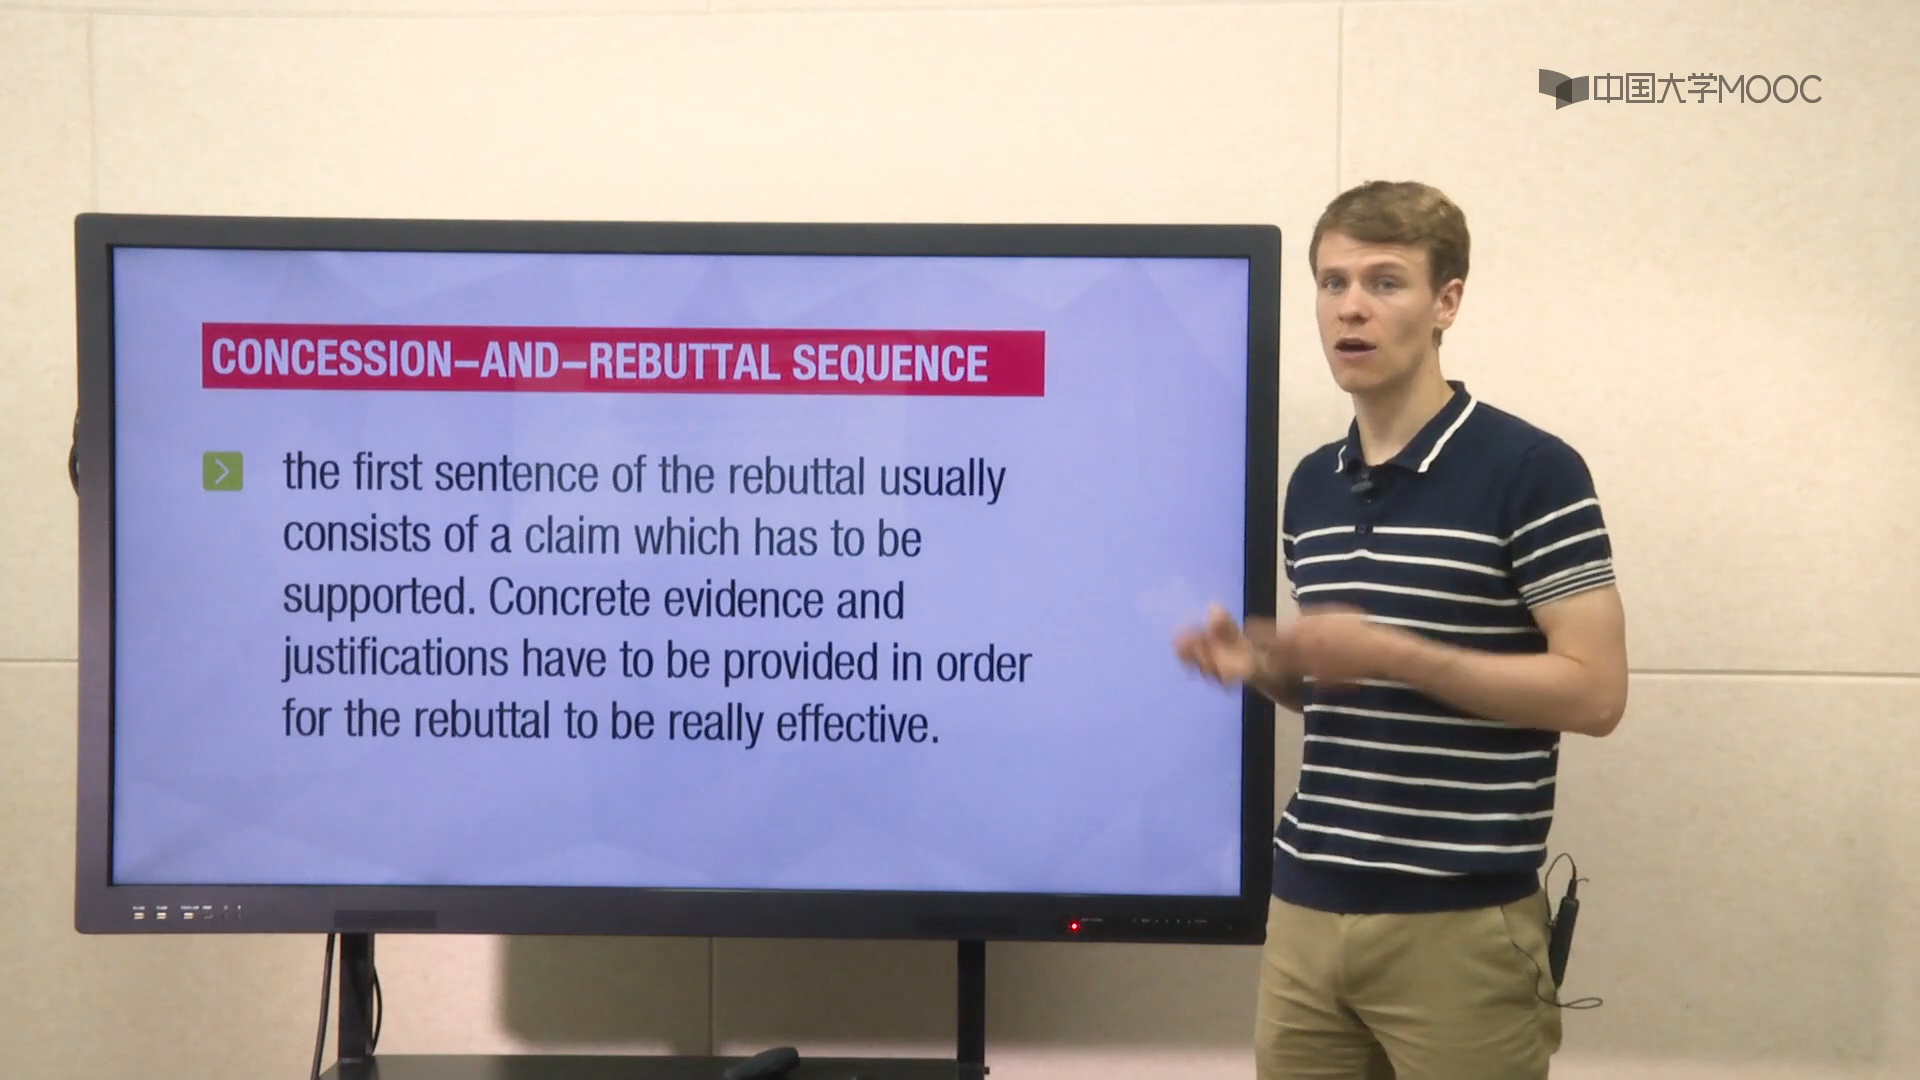 中国大学MOOC
CONCESSION–AND–REBUTTAL SEQUENCE
the first sentence of the rebuttal usually
consists of a claim which has to be
supported. Concrete evidence and
justifications have to be provided in order
for the rebuttal to be really effective.